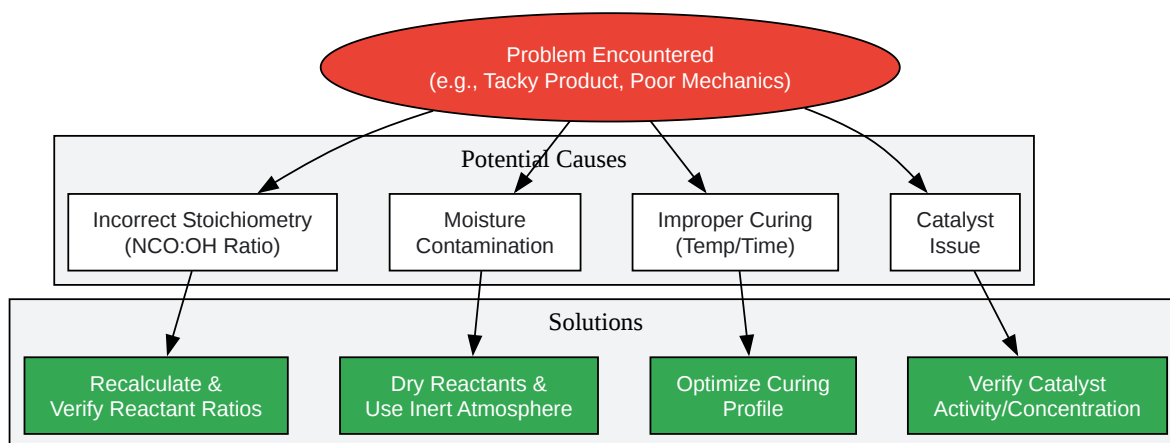 Problem Encountered
(e.g., Tacky Product, Poor Mechanics)
Potential Causes
Incorrect Stoichiometry
(NCO:OH Ratio)
Moisture
Contamination
Improper Curing
(Temp/Time)
Catalyst
Issue
Solutions
Recalculate &
Verify Reactant Ratios
Dry Reactants &
Use Inert Atmosphere
Optimize Curing
Profile
Verify Catalyst
Activity/Concentration